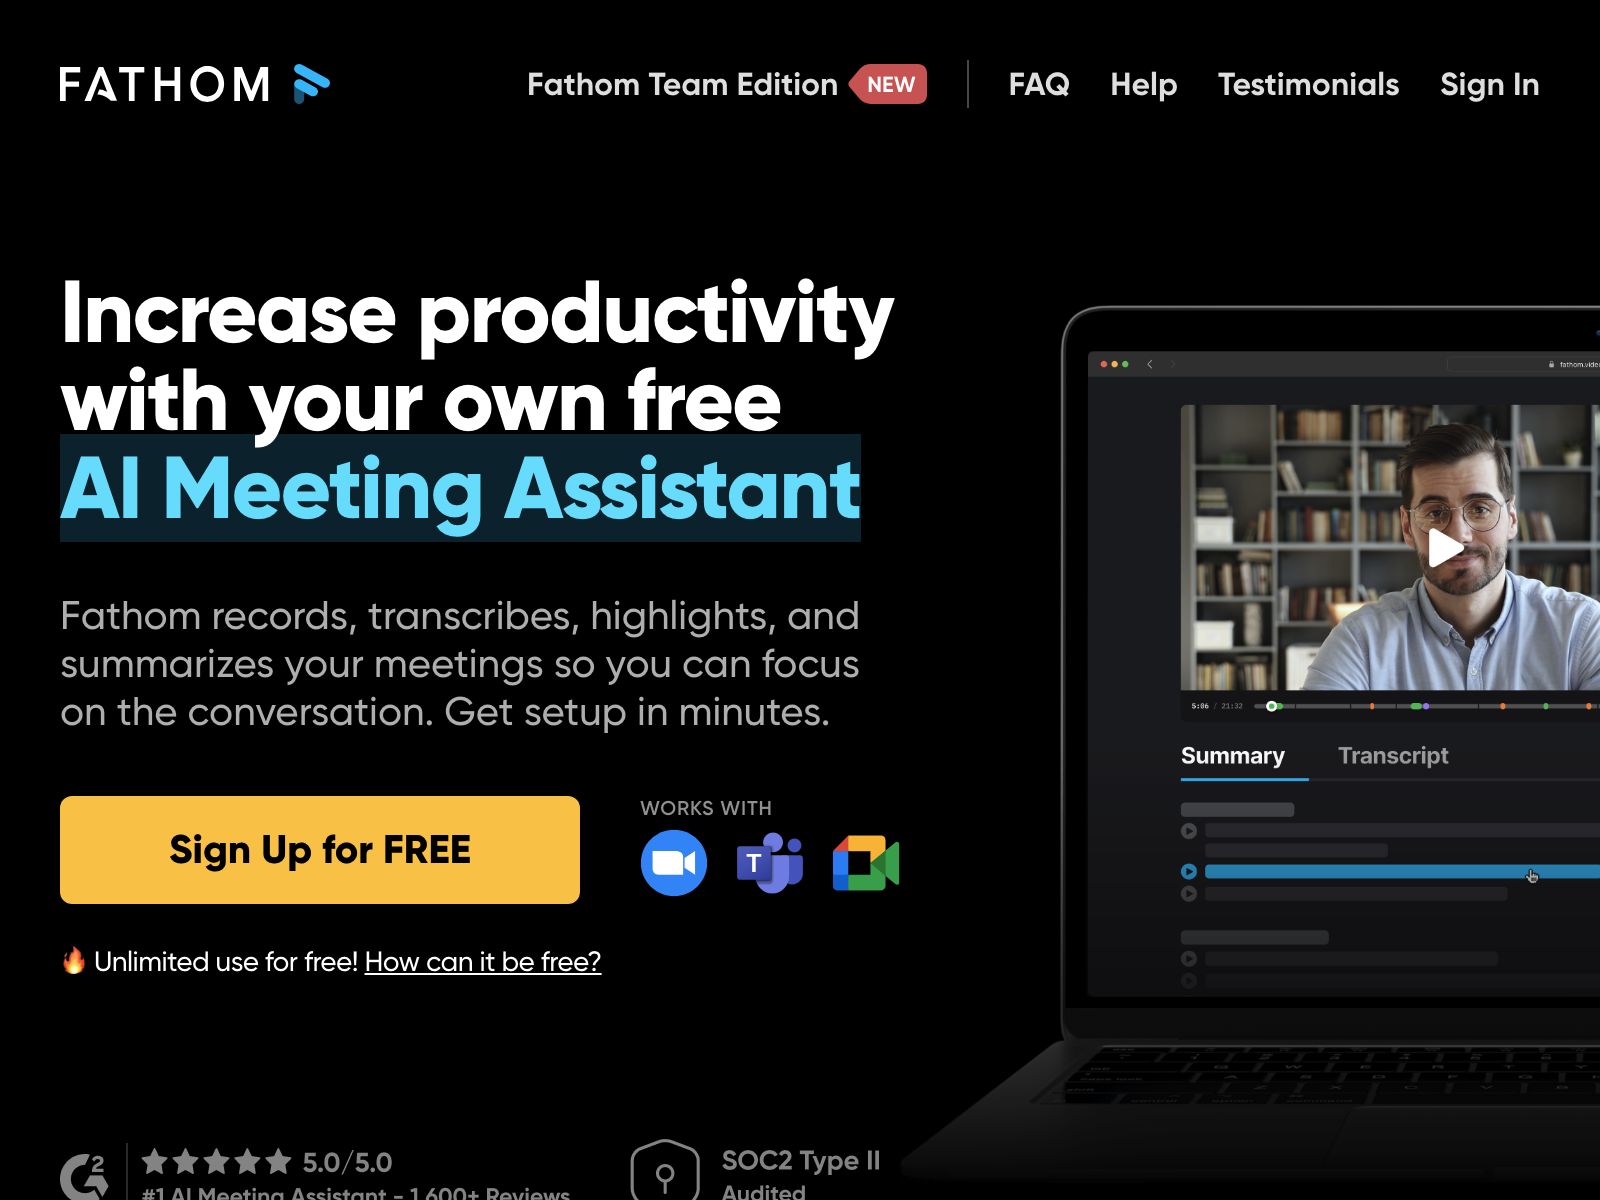 FATHOM
Fathom Team Edition NEW
FAQ
Help
Testimonials
Sign In
Increase productivity
with your own free
AI Meeting Assistant
Fathom records, transcribes, highlights, and
summarizes your meetings so you can focus
on the conversation. Get setup in minutes.
Sign Up for FREE
WORKS WITH
T
🔥 Unlimited use for free! How can it be free?
fathom.video
5:06 / 21:32
Summary
Transcript
G2
5.0/5.0
#1 AI Meeting Assistant - 1,600+ Reviews
SOC2 Type II
Audited